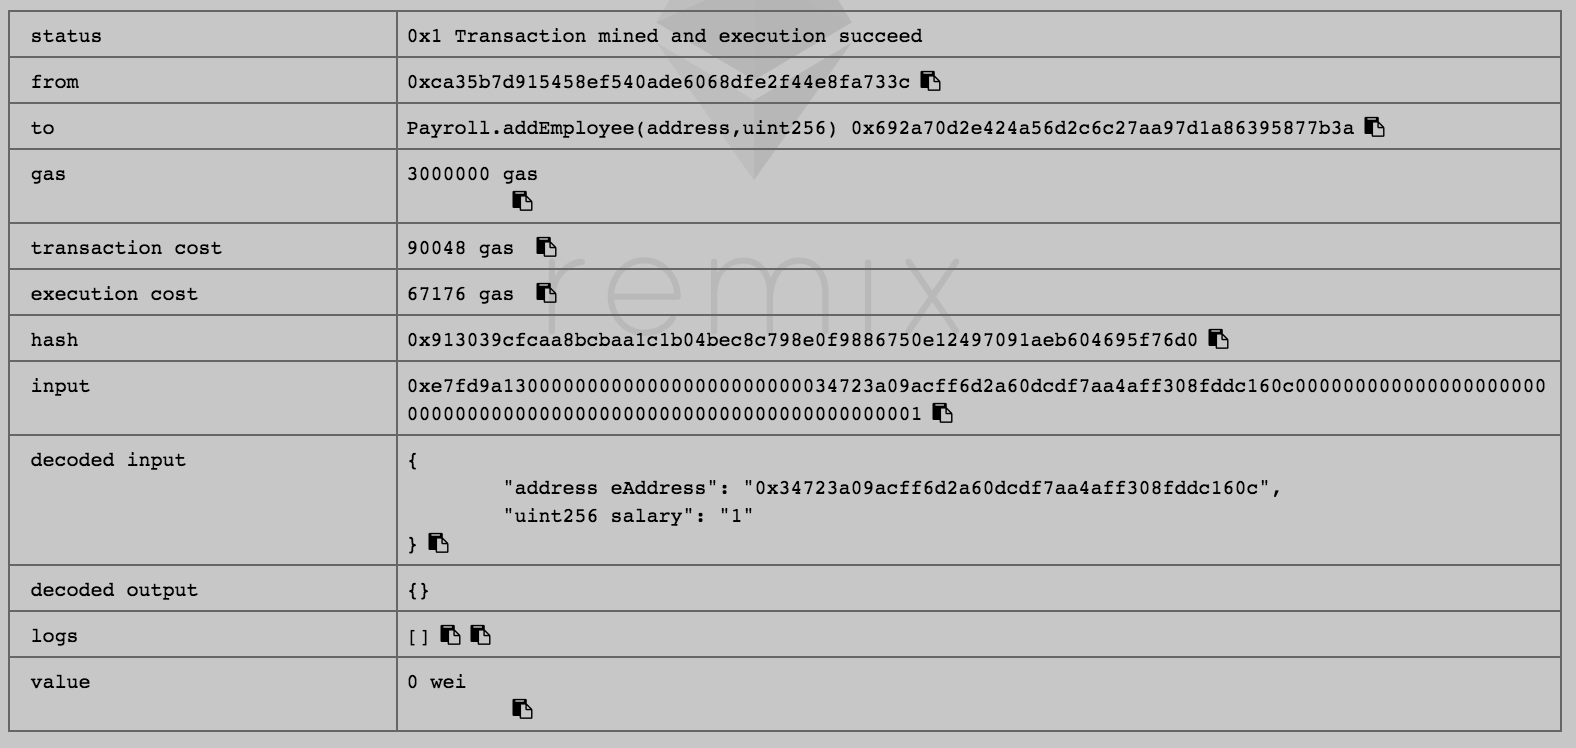 status 0x1 Transaction mined and execution succeed
from 0xca35b7d915458ef540ade6068dfe2f44e8fa733c
to Payroll.addEmployee(address,uint256) 0x692a70d2e424a56d2c6c27aa97d1a86395877b3a
gas 3000000 gas
transaction cost 90048 gas
execution cost 67176 gas
remix
hash 0x913039cfcaa8bcbaa1c1b04bec8c798e0f9886750e12497091aeb604695f76d0
input 0xe7fd9a1300000000000000000000000034723a09acff6d2a60dcdf7aa4aff308fddc160c000000000000000000000
0000000000000000000000000000000000000000001
decoded input {
"address eAddress": "0x34723a09acff6d2a60dcdf7aa4aff308fddc160c",
"uint256 salary": "1"
}
decoded output {}
logs []
value 0 wei